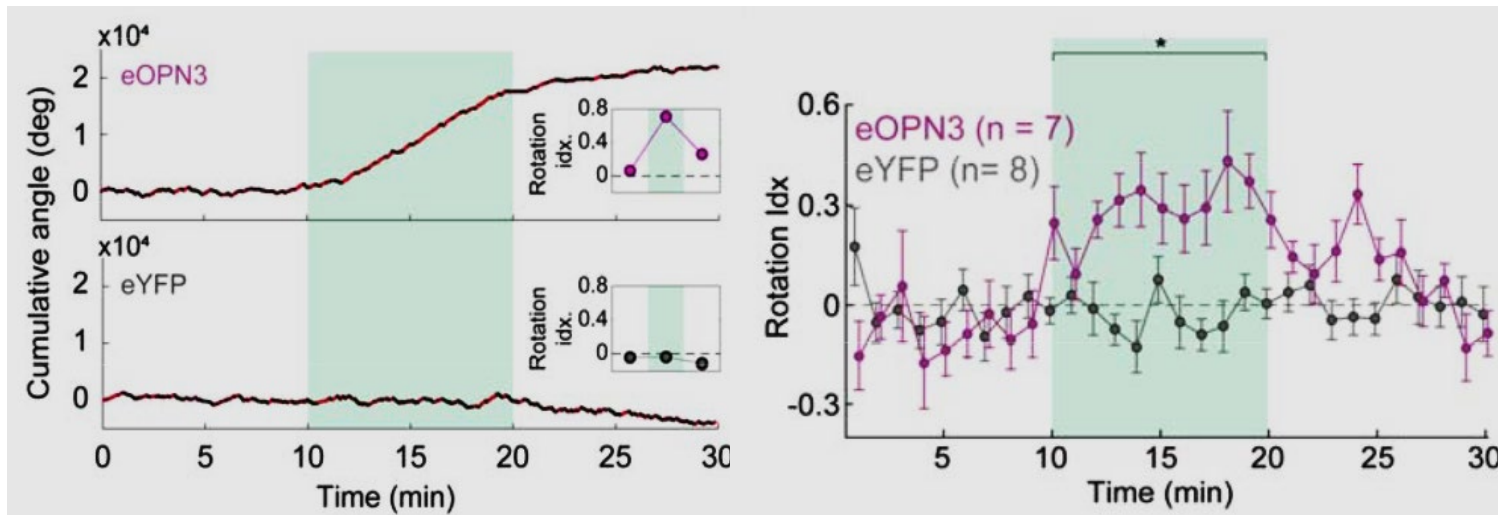 x10⁴
2
1
0
eOPN3
Rotation
idx.
0.8
0.4
0
x10⁴
2
1
0
eYFP
Rotation
idx.
0.8
0.4
0
Cumulative angle (deg)
0 5 10 15 20 25 30
Time (min)
*
0.6
0.3
0
-0.3
eOPN3 (n = 7)
eYFP (n= 8)
Rotation Idx
5 10 15 20 25 30
Time (min)